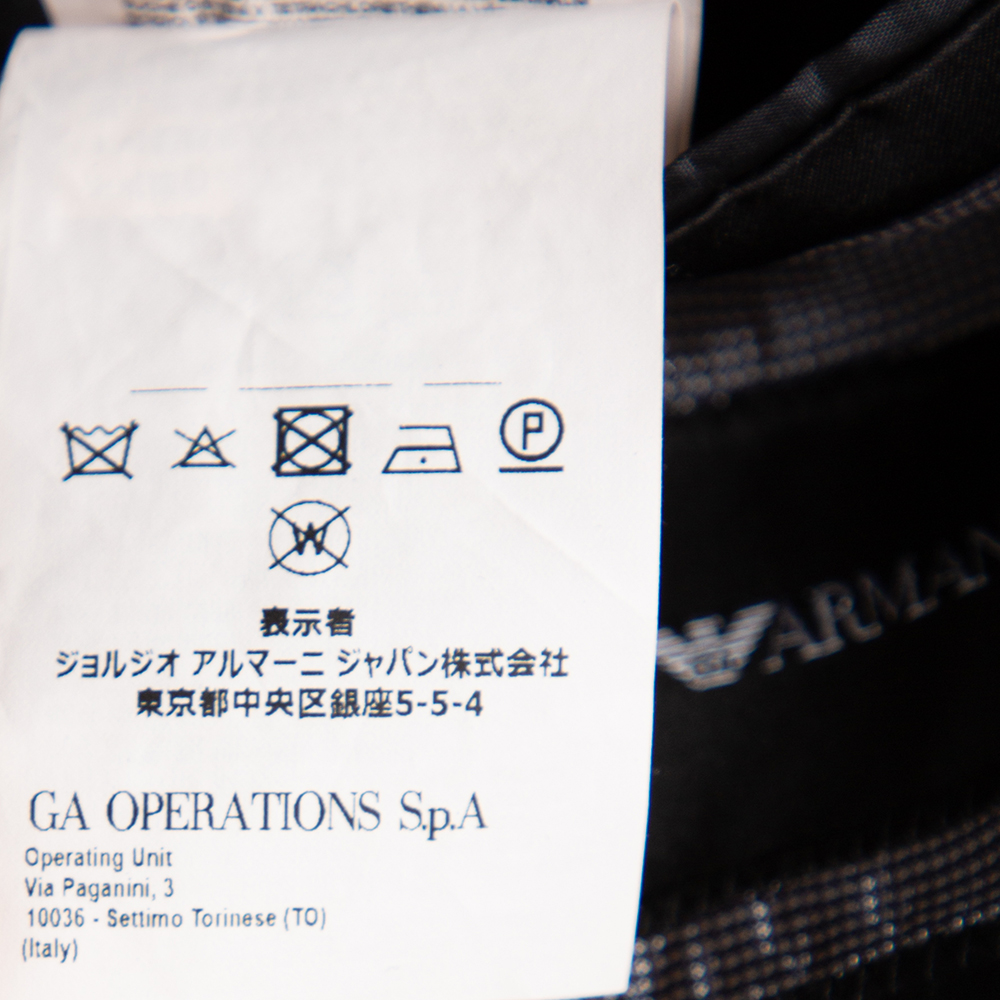 P
W
表示者
ジョルジオ アルマーニ ジャパン株式会社
東京都中央区銀座5-5-4
GA OPERATIONS S.p.A
Operating Unit
Via Paganini, 3
10036 - Settimo Torinese (TO)
(Italy)
ARMAN